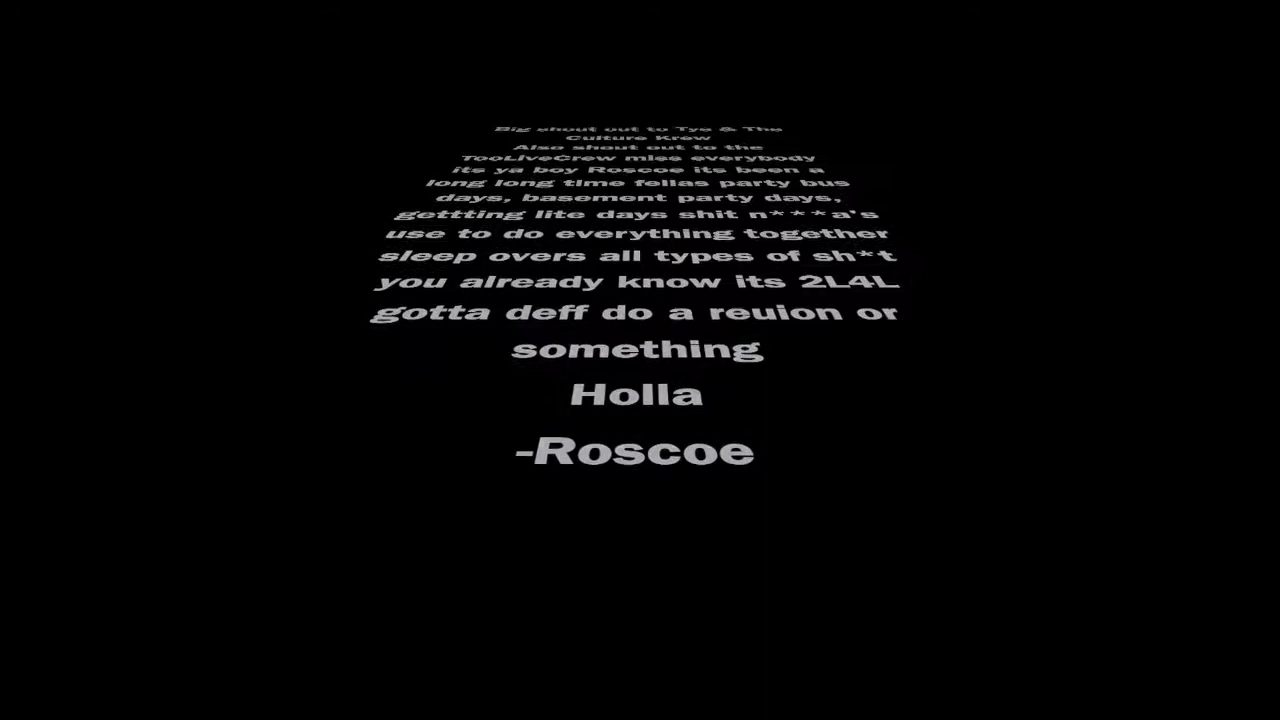 Big shout out to Tye & The
Culture Krew
Also shout out to the
TooLiveCrew miss everybody
its ya boy Roscoe its been a
long long time fellas party bus
days, basement party days,
gettting lite days shit n***a's
use to do everything together
sleep overs all types of sh*t
you already know its 2L4L
gotta deff do a reuion or
something
Holla
-Roscoe